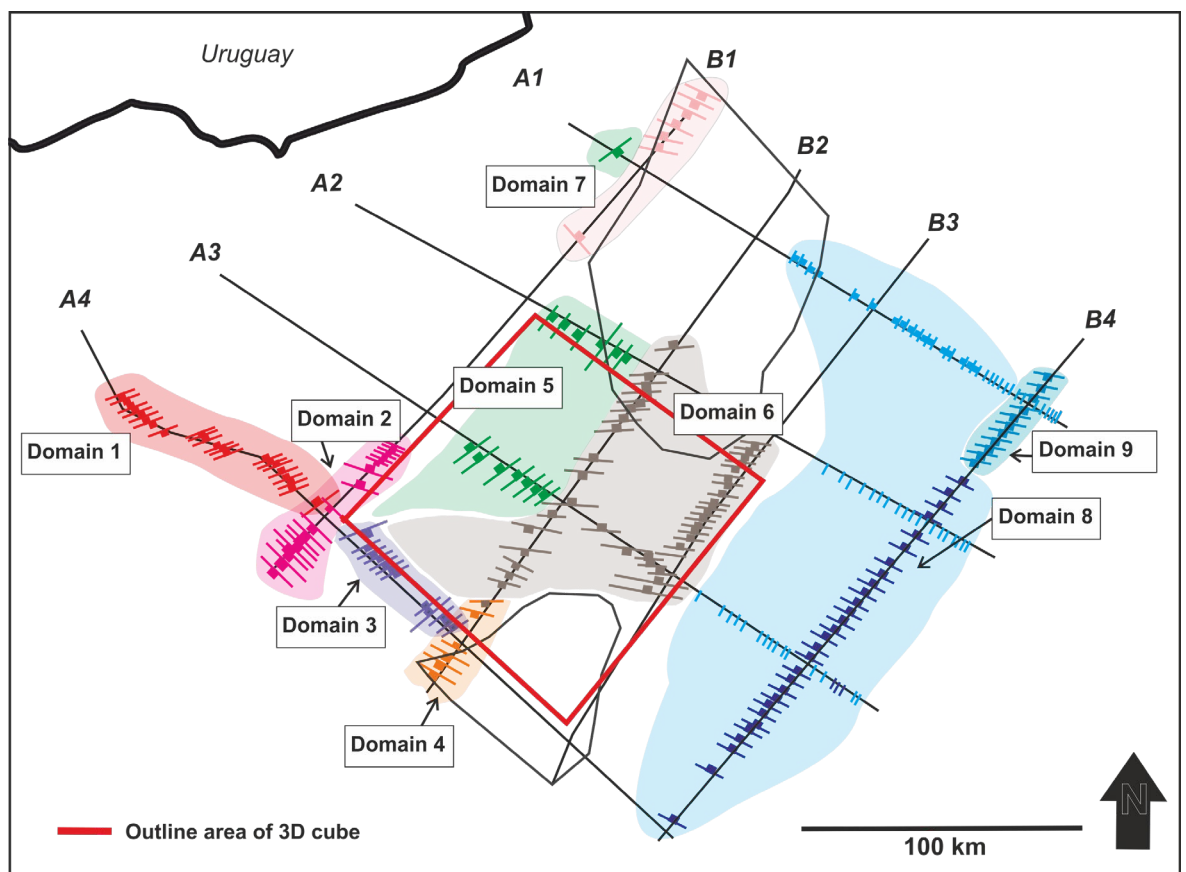 Uruguay
A1
B1
B2
Domain 7
A2
B3
A3
A4
B4
Domain 5
Domain 2
Domain 6
Domain 1
Domain 9
Domain 8
Domain 3
Domain 4
N
Outline area of 3D cube
100 km